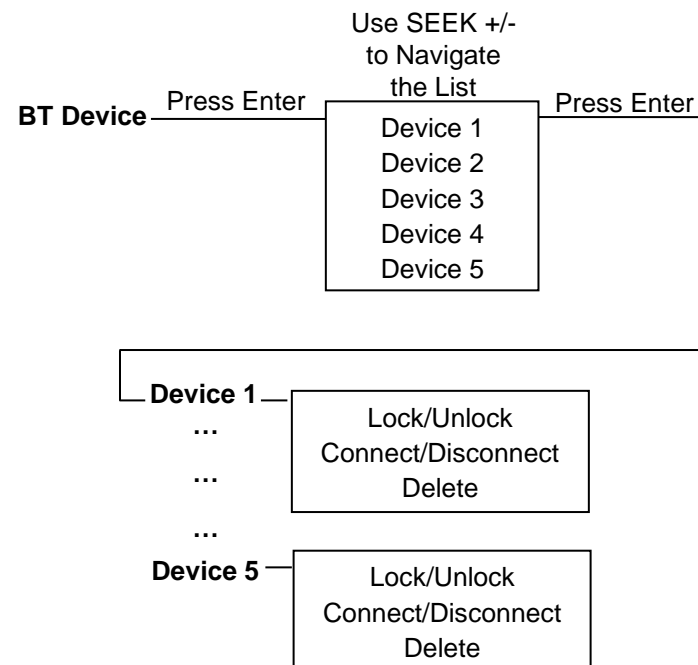 Use SEEK +/-
to Navigate
the List
BT Device
Press Enter
Press Enter
Device 1
Device 2
Device 3
Device 4
Device 5
Device 1
Lock/Unlock
Connect/Disconnect
Delete
...
...
...
Device 5
Lock/Unlock
Connect/Disconnect
Delete